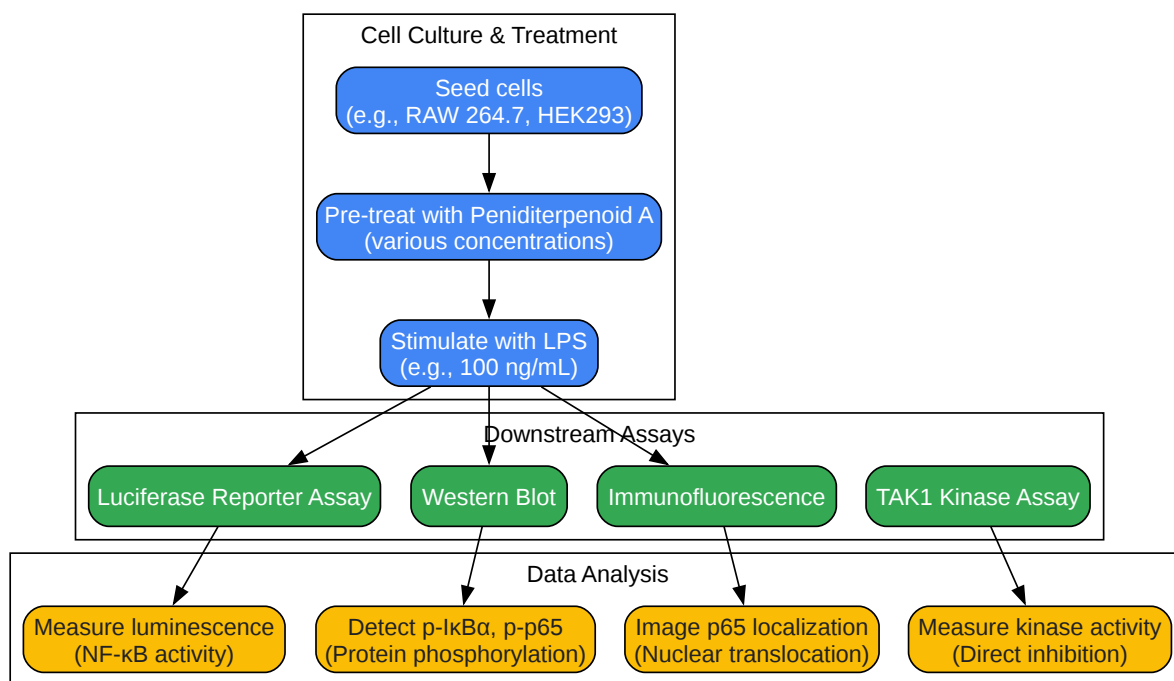 Cell Culture & Treatment
Seed cells
(e.g., RAW 264.7, HEK293)
Pre-treat with Peniditerpenoid A
(various concentrations)
Stimulate with LPS
(e.g., 100 ng/mL)
Downstream Assays
Luciferase Reporter Assay
Western Blot
Immunofluorescence
TAK1 Kinase Assay
Data Analysis
Measure luminescence
(NF-κB activity)
Detect p-IκBα, p-p65
(Protein phosphorylation)
Image p65 localization
(Nuclear translocation)
Measure kinase activity
(Direct inhibition)